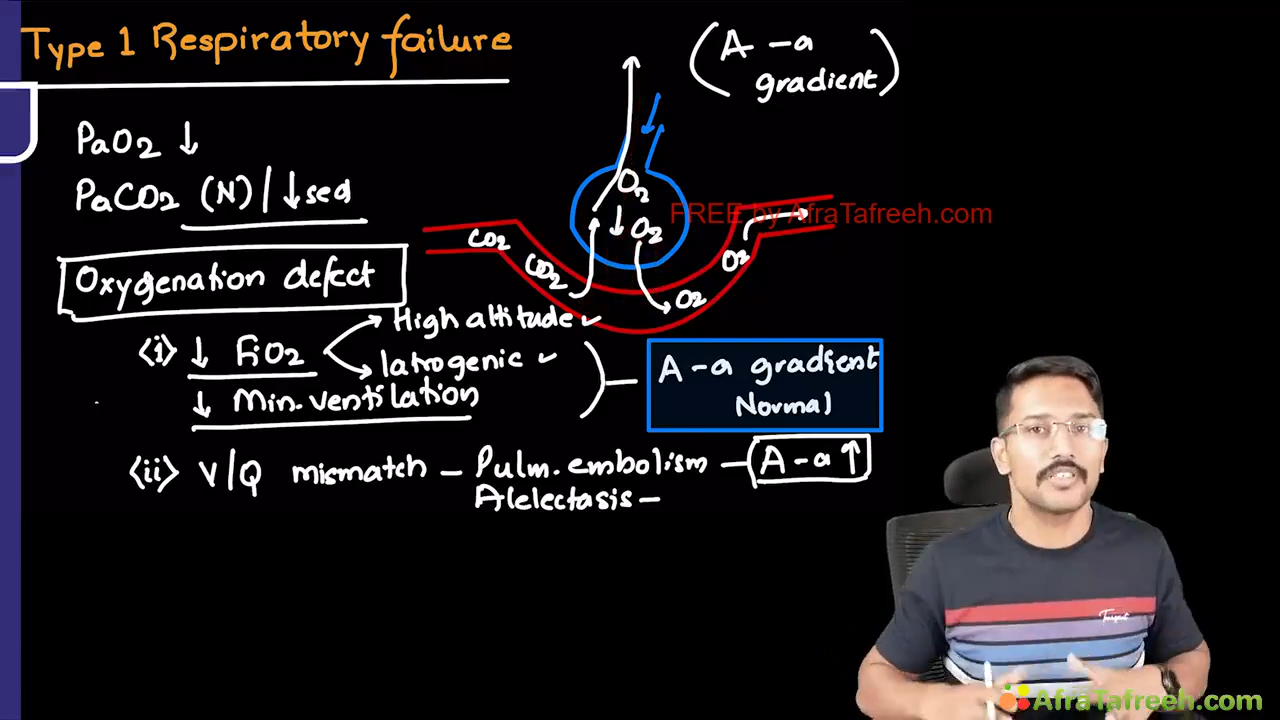 Type 1 Respiratory failure
(A-a
gradient)
PaO2 ↓
PaCO2 (N)/↓sed
O2
↓ O2
FREE by AfraTafreeh.com
CO2
CO2
O2
O2
Oxygenation defect
(i) ↓ FiO2
High altitude ✓
Iatrogenic ✓
↓ Min. ventilation
A-a gradient
Normal
(ii) V/Q mismatch - Pulm. embolism - A-a ↑
Atelectasis -
AfraTafreeh.com